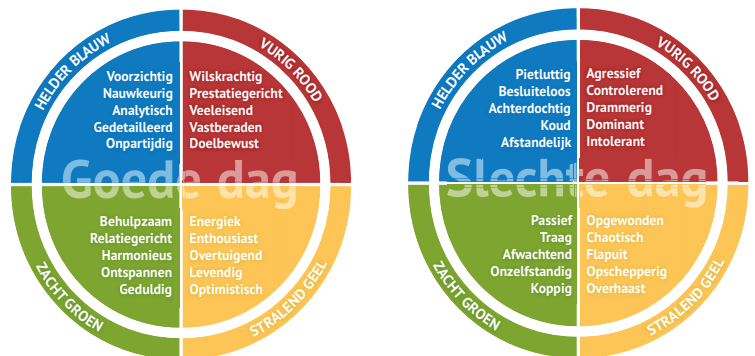 HELDER BLAUW
VURIG ROOD
Voorzichtig
Nauwkeurig
Analytisch
Gedetailleerd
Onpartijdig
Wilskrachtig
Prestatiegericht
Veeleisend
Vastberaden
Doelbewust
Goede dag
Behulpzaam
Relatiegericht
Harmonieus
Ontspannen
Geduldig
Energiek
Enthousiast
Overtuigend
Levendig
Optimistisch
ZACHT GROEN
STRALEND GEEL
HELDER BLAUW
VURIG ROOD
Pietluttig
Besluiteloos
Achterdochtig
Koud
Afstandelijk
Agressief
Controlerend
Drammerig
Dominant
Intolerant
Slechte dag
Passief
Traag
Afwachtend
Onzelfstandig
Koppig
Opgewonden
Chaotisch
Flapuit
Opschepperig
Overhaast
ZACHT GROEN
STRALEND GEEL